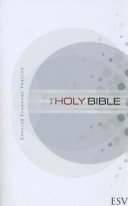 THE HOLY BIBLE
English Standard Version
ESV